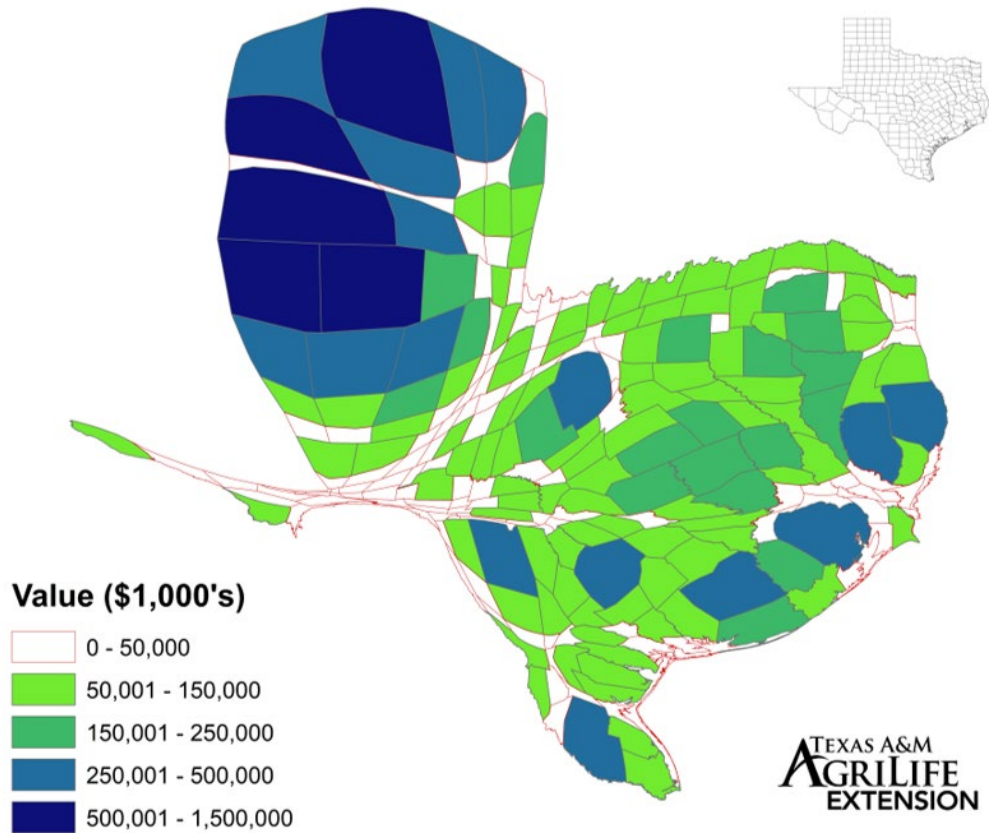 Value ($1,000's)
0 - 50,000
50,001 - 150,000
150,001 - 250,000
250,001 - 500,000
500,001 - 1,500,000
TEXAS A&M
AGRILIFE
EXTENSION